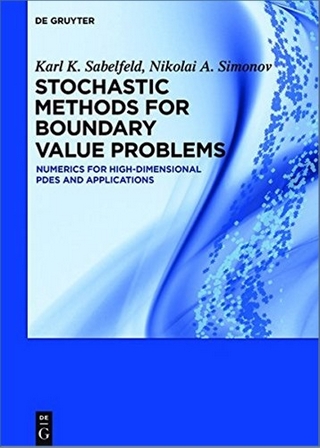 DE GRUYTER
Karl K. Sabelfeld, Nikolai A. Simonov
STOCHASTIC
METHODS FOR
BOUNDARY
VALUE PROBLEMS
NUMERICS FOR HIGH-DIMENSIONAL
PDES AND APPLICATIONS
DE
G